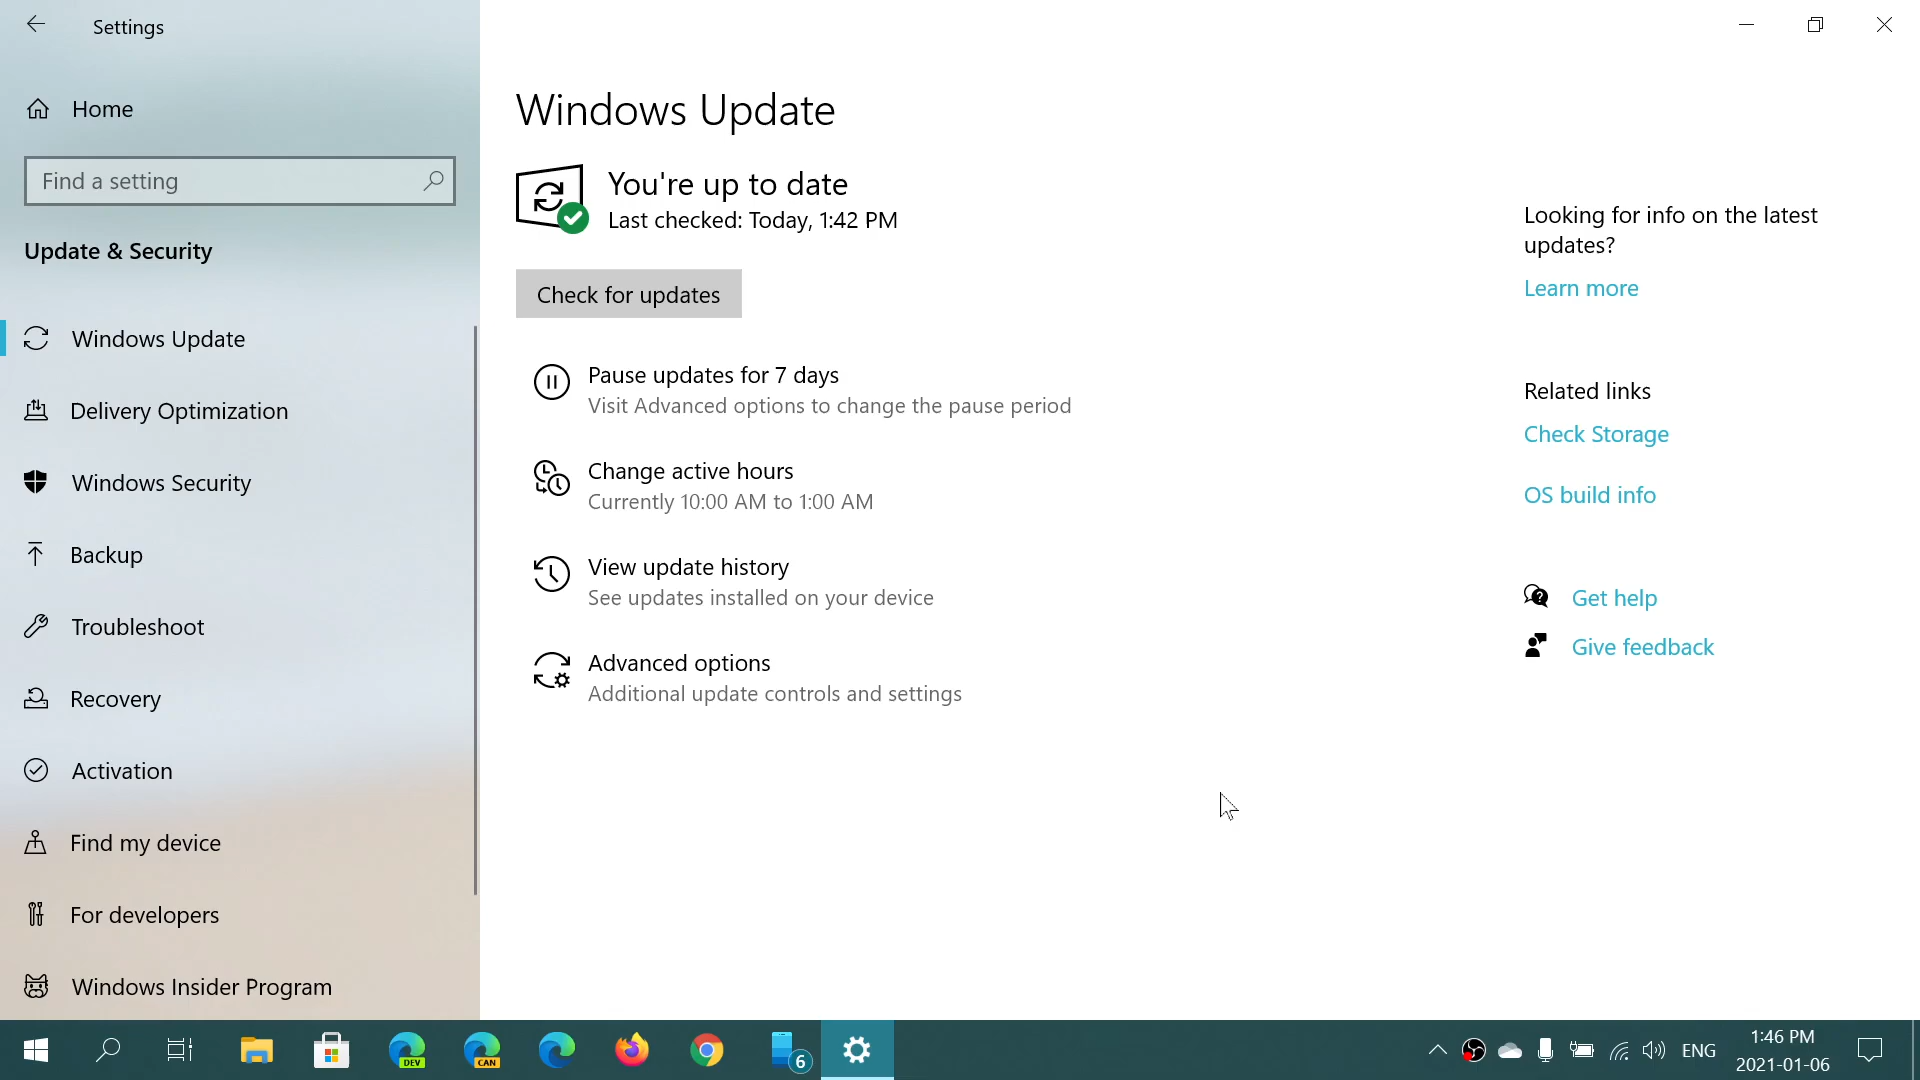 Settings
Home
Find a setting
Update & Security
Windows Update
Delivery Optimization
Windows Security
Backup
Troubleshoot
Recovery
Activation
Find my device
For developers
Windows Insider Program
Windows Update
You're up to date
Last checked: Today, 1:42 PM
Check for updates
Pause updates for 7 days
Visit Advanced options to change the pause period
Change active hours
Currently 10:00 AM to 1:00 AM
View update history
See updates installed on your device
Advanced options
Additional update controls and settings
Looking for info on the latest
updates?
Learn more
Related links
Check Storage
OS build info
Get help
Give feedback
DEV
CAN
6
ENG
1:46 PM
2021-01-06